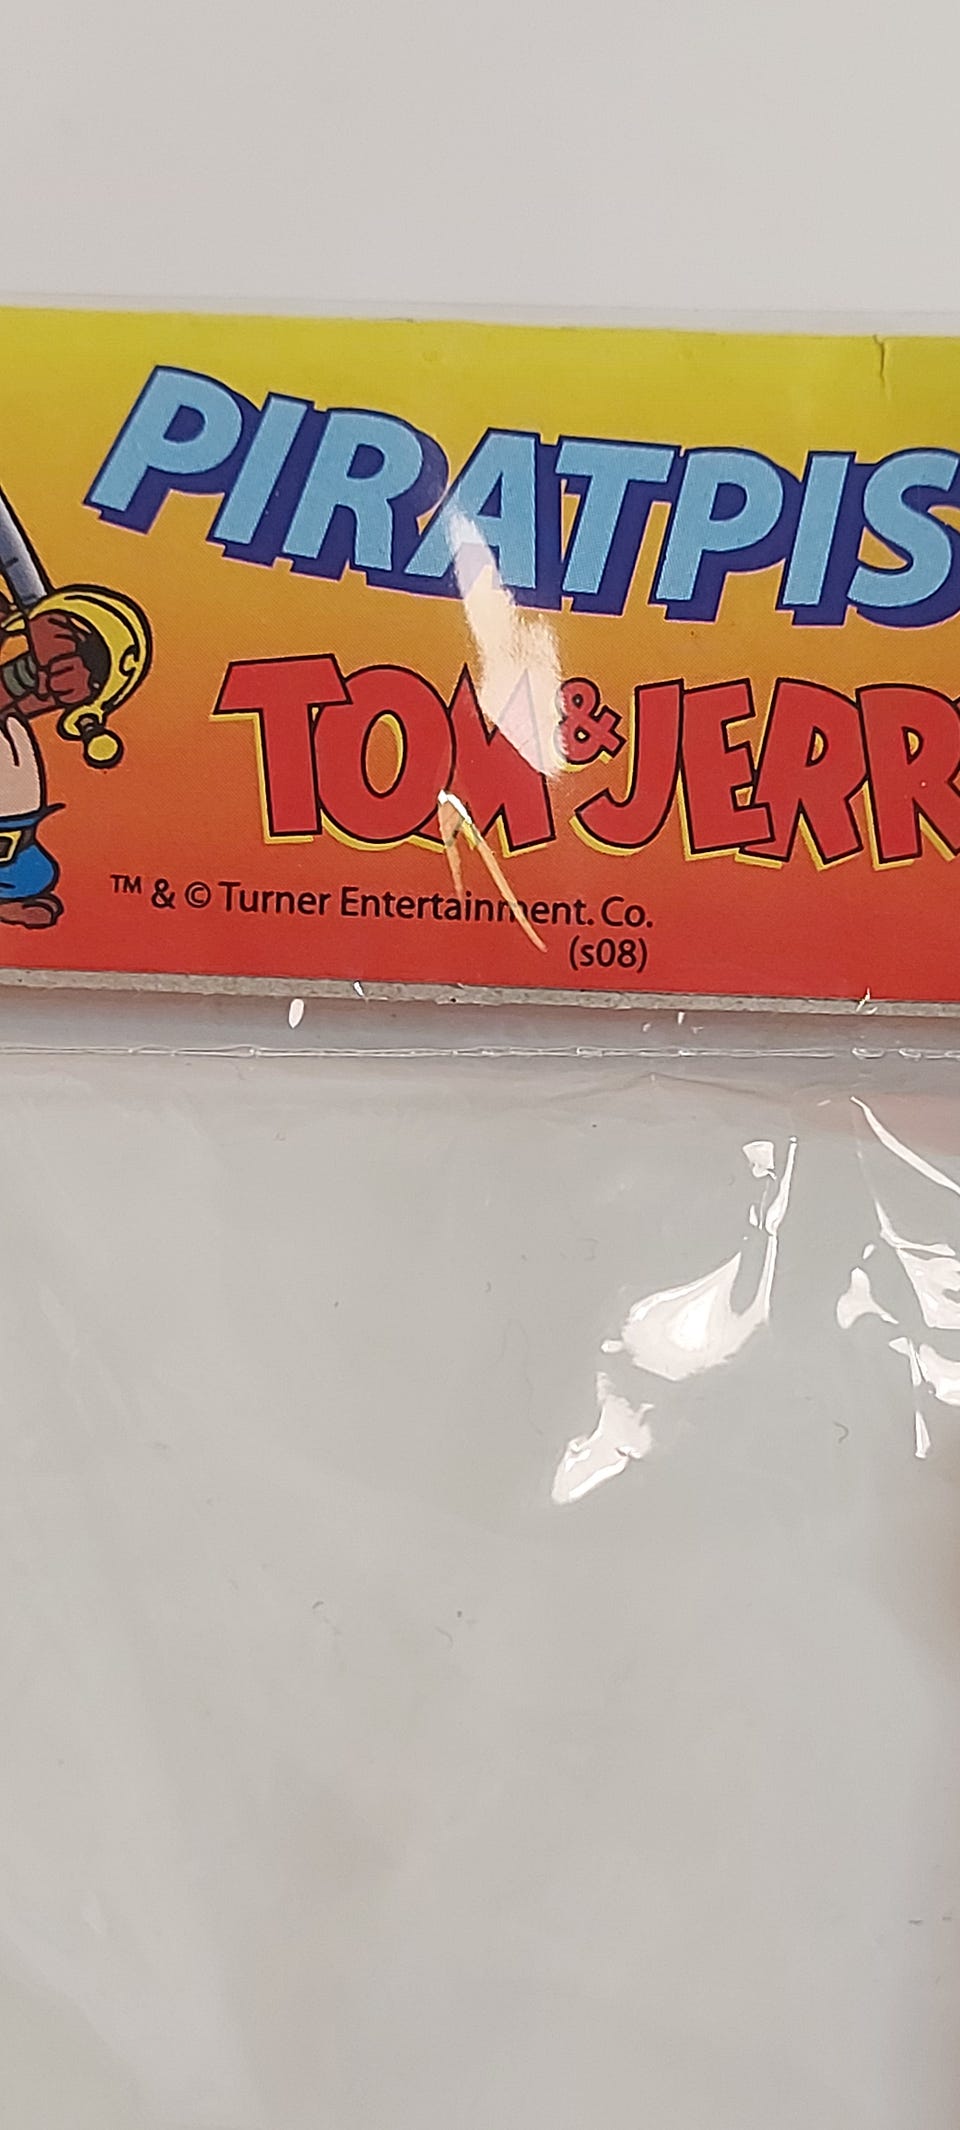 PIRATPIS
TOM & JERR
™ & © Turner Entertainment. Co.
(s08)